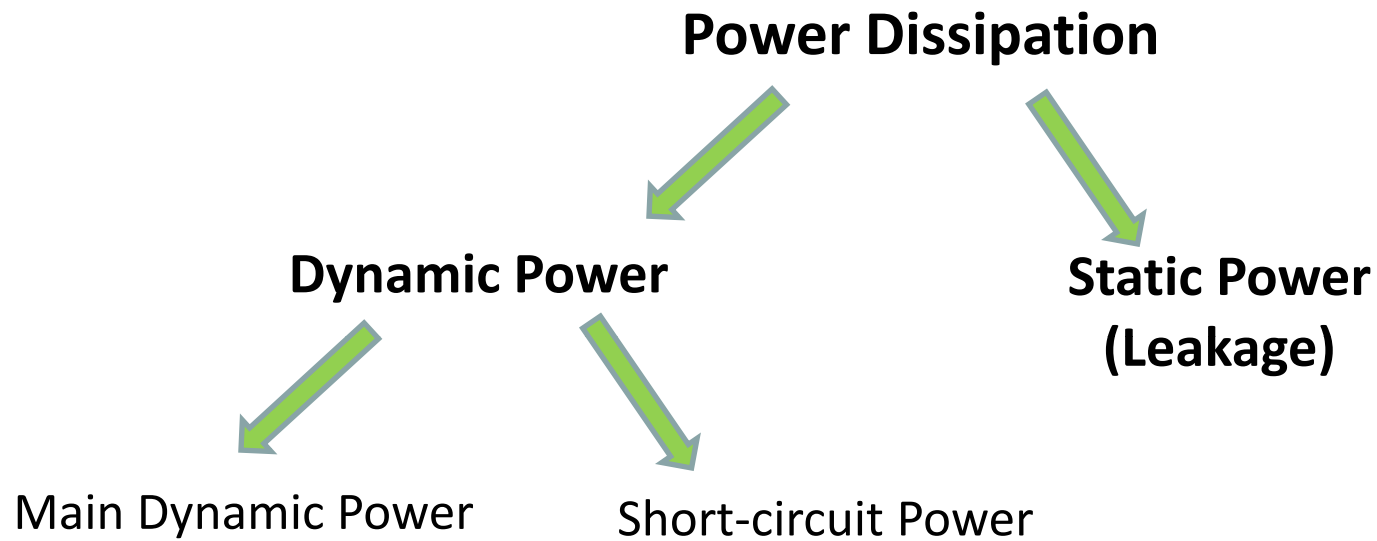 Power Dissipation
Dynamic Power
Static Power
(Leakage)
Main Dynamic Power
Short-circuit Power